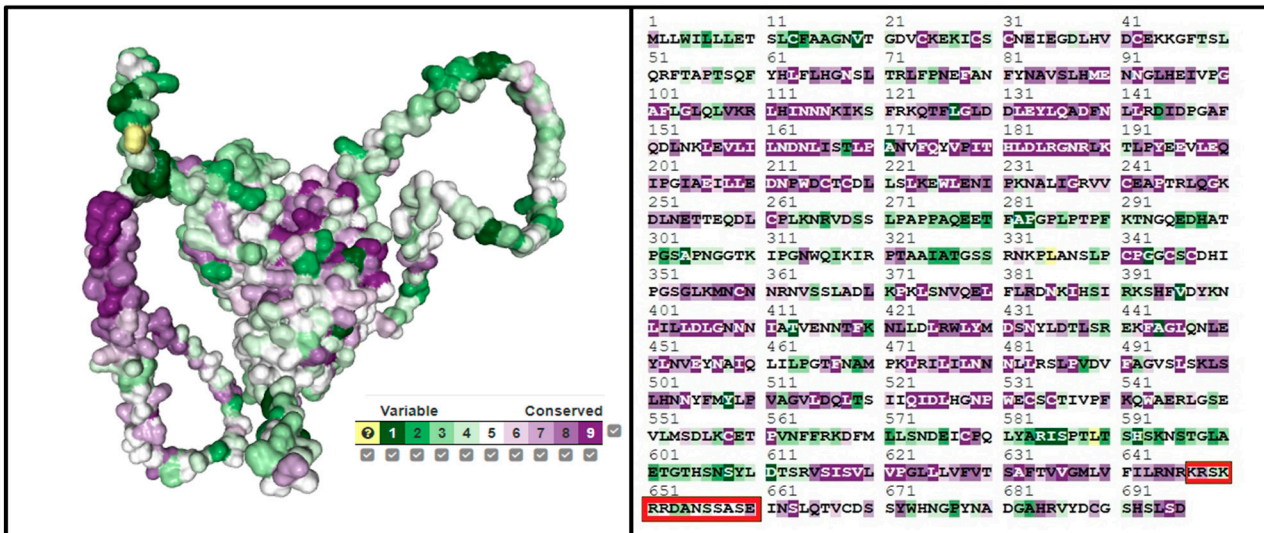 Variable Conserved
? 1 2 3 4 5 6 7 8 9
1 11 21 31 41
MLLWILLLET SLCFAAGNVT GDVCKEKICS CNEIEGDLHV DCEKKGFTSL
51 61 71 81 91
QRFTAPTSQF YHLFLHGNSL TRLFPNEFAN FYNAVSLHME NNGLHEIVPG
101 111 121 131 141
AFLGLQLVKR LHINNNKIKS FRKQTFLGLD DLEYLQADFN LLRDIDPGAF
151 161 171 181 191
QDLNKLEVLI LNDNLISTLP ANVFQYVPIT HLDLRGNRLK TLPYEEVLEQ
201 211 221 231 241
IPGIAEILLE DNPWDCTCDL LSLKEWLENI PKNALIGRVV CEAPTRLQGK
251 261 271 281 291
DLNETTEQDL CPLKNRVDSS LPAPPAQEET FAPGPLPTPF KTNGQEDHAT
301 311 321 331 341
PGSAPNGGTK IPGNWQIKIR PTAAIATGSS RNKPLANSLP CPGGCSCDHI
351 361 371 381 391
PGSGLKMNCN NRNVSSLADL KPKLSNVQEL FLRDNKIHSI RKSHFVDYKN
401 411 421 431 441
LILLDLGNNN IATVENNTFK NLLDLRWLYM DSNYLDTLSR EKFAGLQNLE
451 461 471 481 491
YLNVEYNAIQ LILPGTFNAM PKLRILILNN NLLRSLPVDV FAGVSLSKLS
501 511 521 531 541
LHNNYFMYLP VAGVLDQLTS IIQIDLHGNP WECSCTIVPF KQWAERLGSE
551 561 571 581 591
VLMSDLKCET PVNFFRKDFM LLSNDEICPQ LYARISPTLT SHSKNSTGLA
601 611 621 631 641
ETGTHSNSYL DTSRVSISVL VPGLLLVFVT SAFTVVGMLV FILRNRKRSK
651 661 671 681 691
RRDANSSASE INSLQTVCDS SYWHNGPYNA DGAHRVYDCG SHSLSD